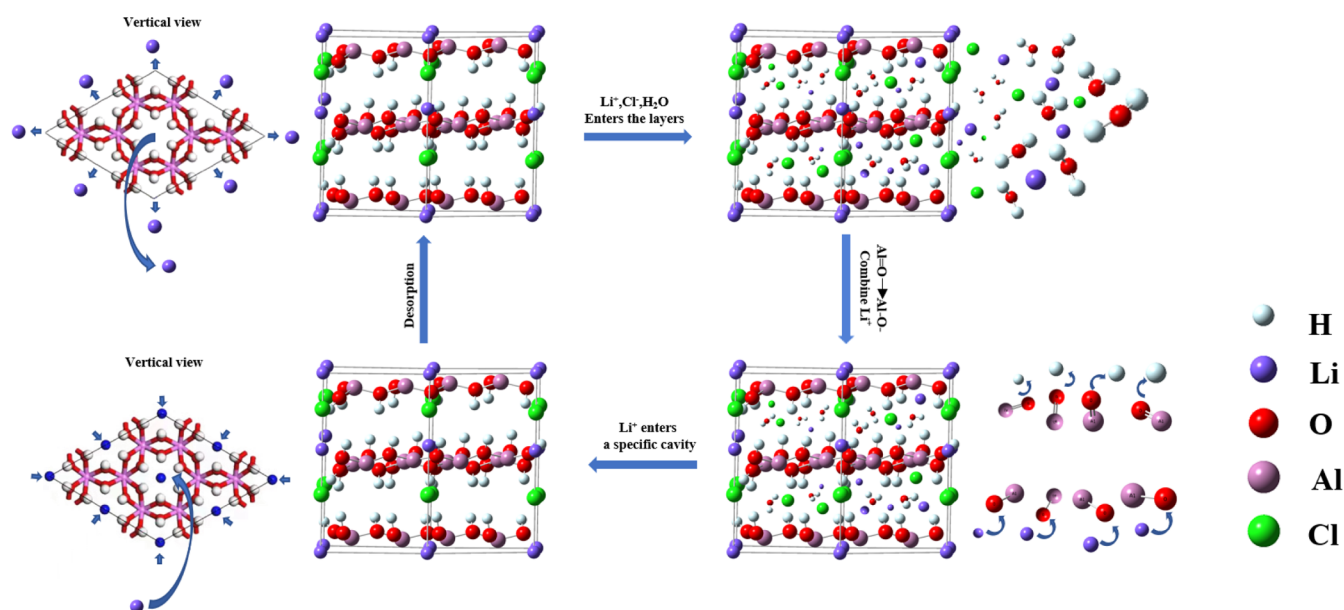 Vertical view
Li⁺,Cl⁻,H₂O
Enters the layers
Desorption
Al=O→Al-O-
Combine Li⁺
Vertical view
Li⁺ enters
a specific cavity
H
Li
O
Al
Cl